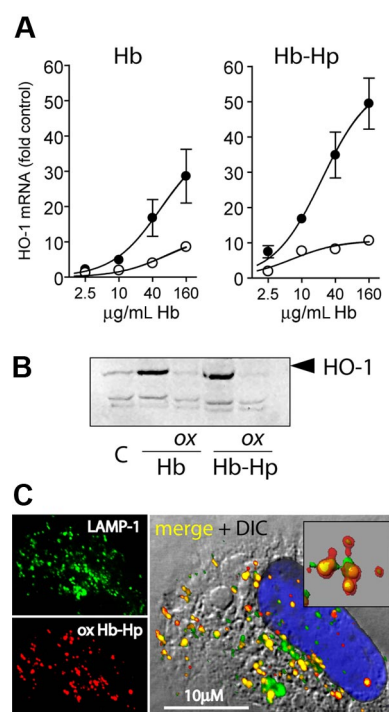 A
Hb
Hb-Hp
HO-1 mRNA (fold control)
60
50
40
30
20
10
0
2.5 10 40 160
µg/mL Hb
60
50
40
30
20
10
0
2.5 10 40 160
µg/mL Hb
B
HO-1
C
ox
ox
Hb
Hb-Hp
C
LAMP-1
ox Hb-Hp
merge + DIC
10µM